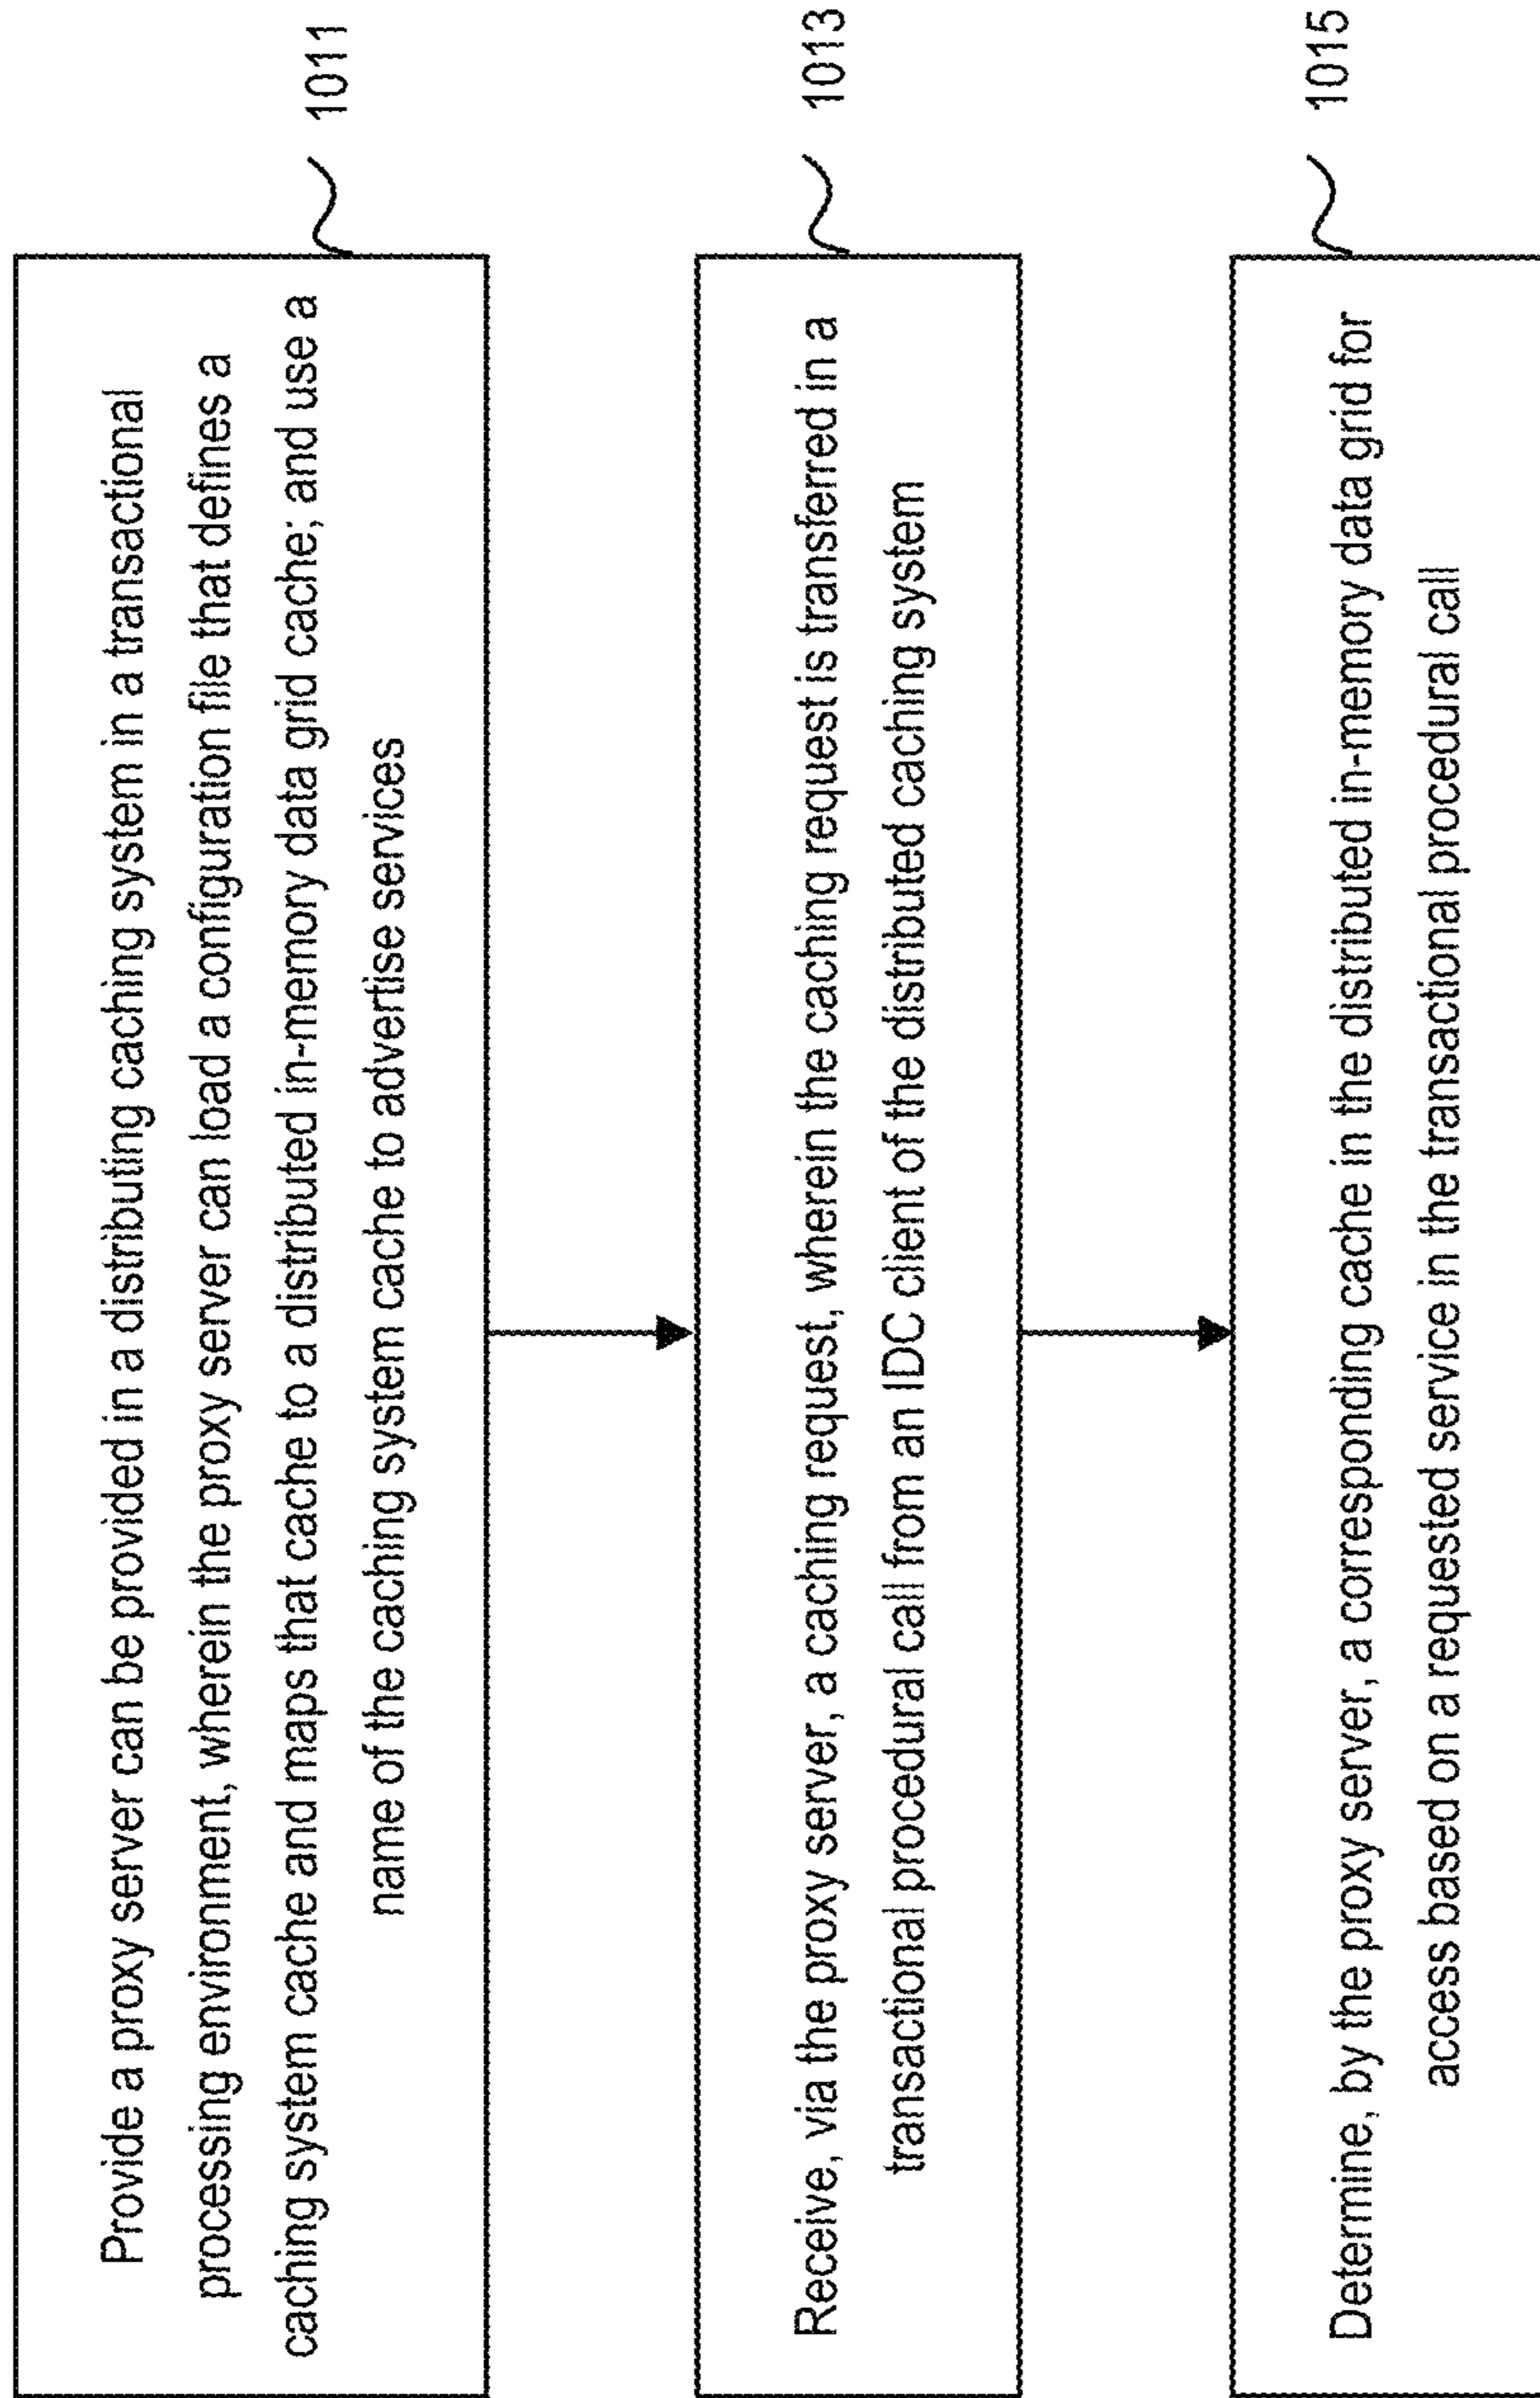 Provide a proxy server can be provided in a distributing caching system in a transactional
processing environment, wherein the proxy server can load a configuration file that defines a
caching system cache and maps that cache to a distributed in-memory data grid cache; and use a
name of the caching system cache to advertise services
1011
Receive, via the proxy server, a caching request, wherein the caching request is transferred in a
transactional procedural call from an IDC client of the distributed caching system
1013
Determine, by the proxy server, a corresponding cache in the distributed in-memory data grid for
access based on a requested service in the transactional procedural call
1015